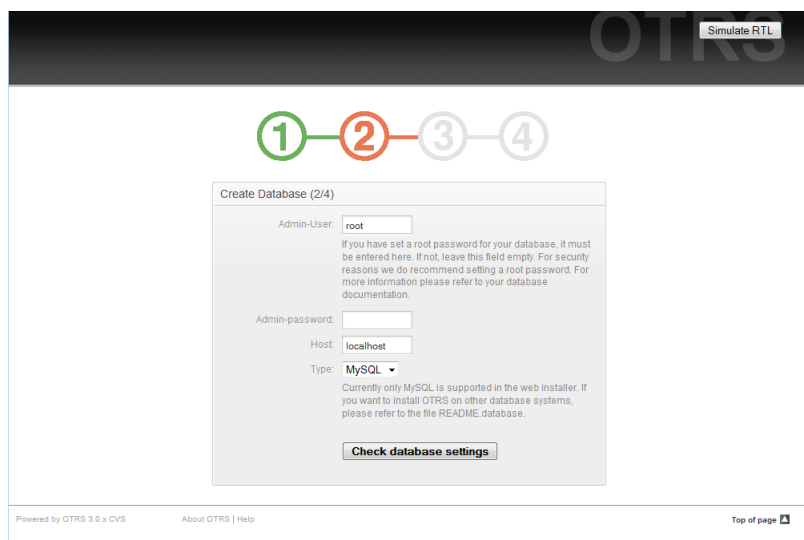 OTRS
Simulate RTL
1 2 3 4
Create Database (2/4)
Admin-User: root
If you have set a root password for your database, it must
be entered here. If not, leave this field empty. For security
reasons we do recommend setting a root password. For
more information please refer to your database
documentation.
Admin-password:
Host: localhost
Type: MySQL
Currently only MySQL is supported in the web installer. If
you want to install OTRS on other database systems,
please refer to the file README.database.
Check database settings
Powered by OTRS 3.0.x CVS About OTRS | Help Top of page